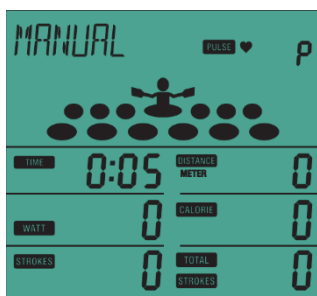 MANUAL PULSE P
TIME 0:05 DISTANCE METER 0
WATT 0 CALORIE 0
STROKES 0 TOTAL STROKES 0